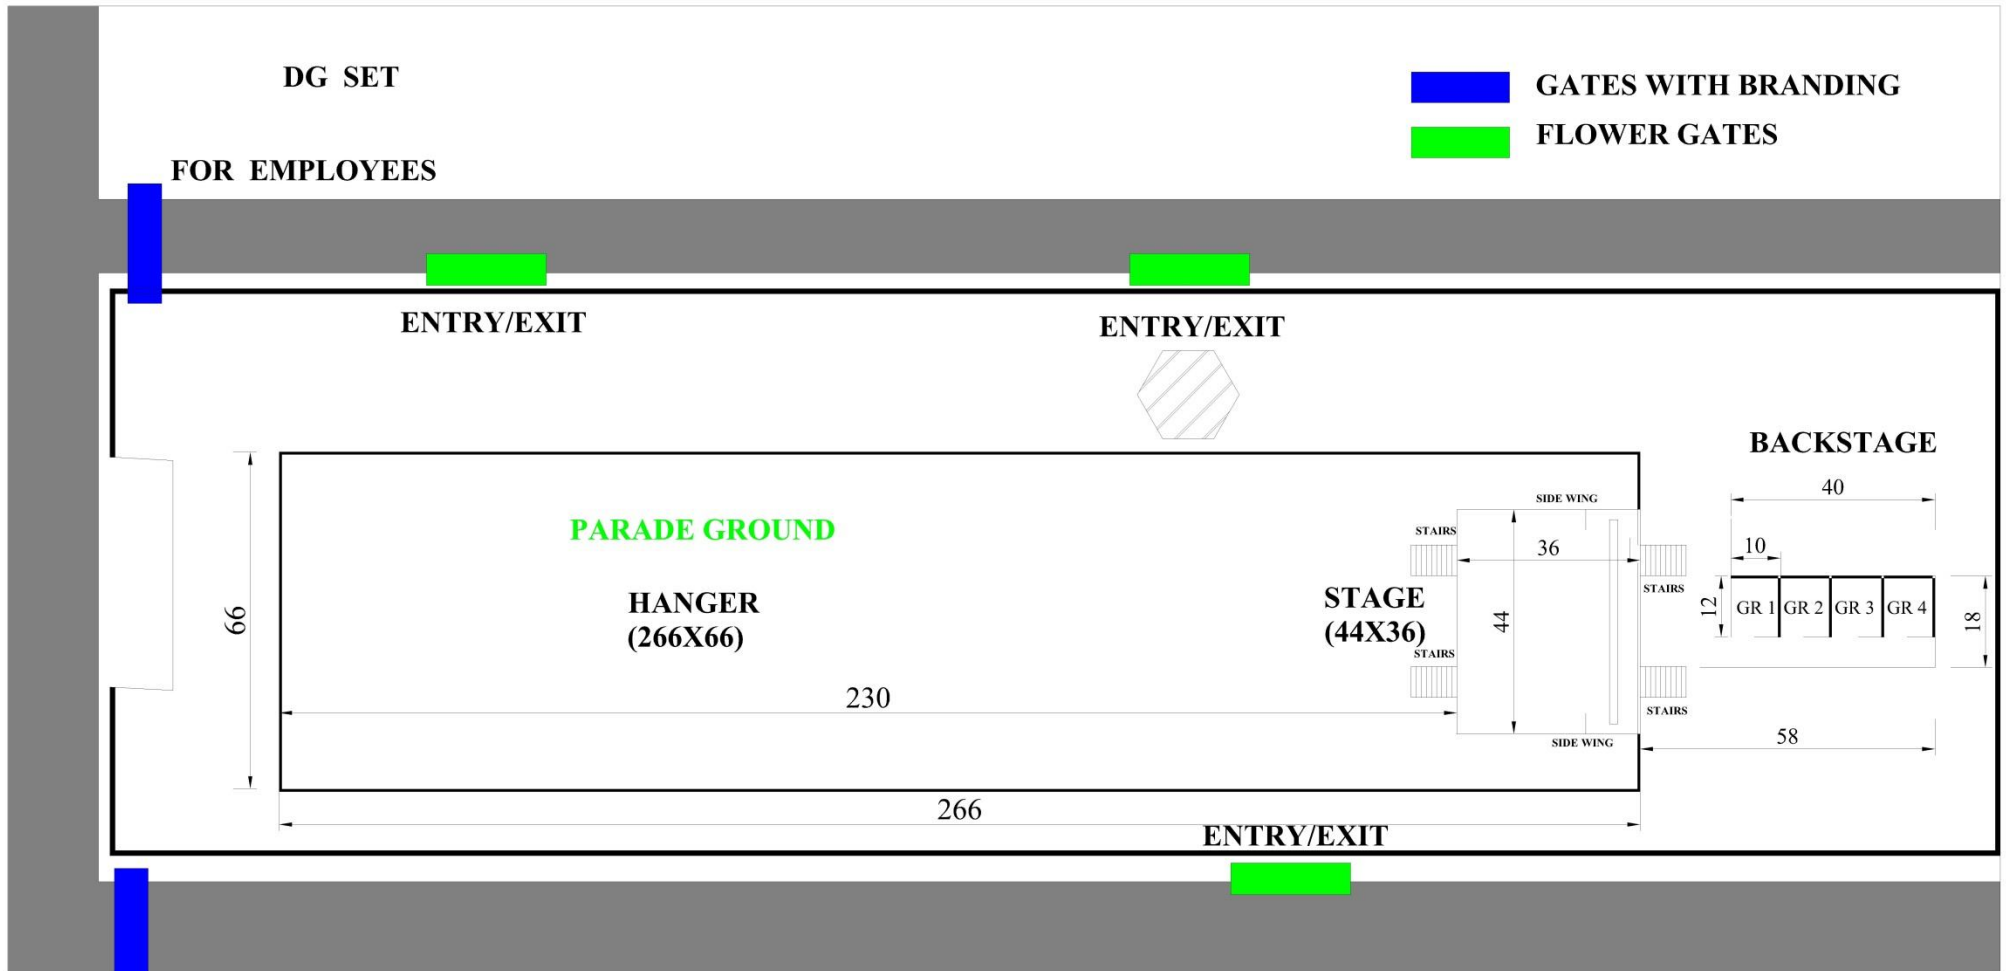 DG SET
GATES WITH BRANDING
FLOWER GATES
FOR EMPLOYEES
ENTRY/EXIT
ENTRY/EXIT
BACKSTAGE
40
SIDE WING
PARADE GROUND
STAIRS
36
10
HANGER
(266X66)
STAGE
(44X36)
STAIRS
66
44
12
GR 1
GR 2
GR 3
GR 4
18
STAIRS
230
STAIRS
SIDE WING
58
266
ENTRY/EXIT